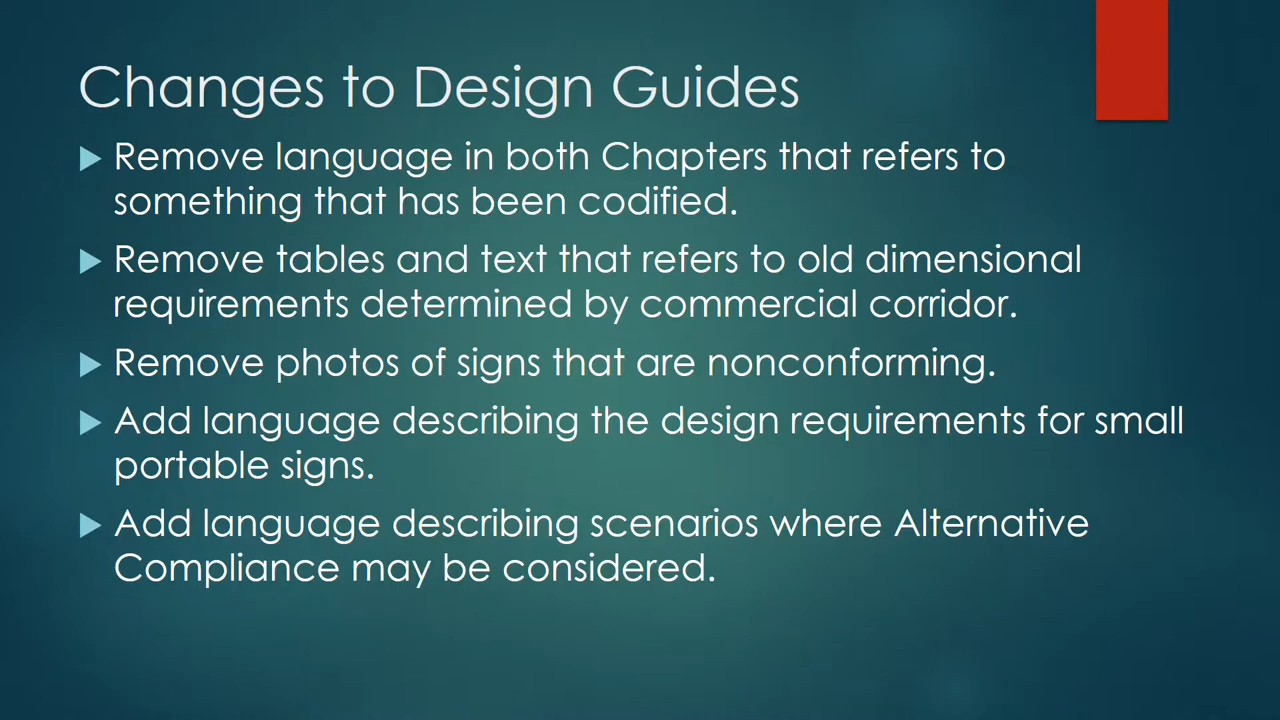 Changes to Design Guides
Remove language in both Chapters that refers to
something that has been codified.
Remove tables and text that refers to old dimensional
requirements determined by commercial corridor.
Remove photos of signs that are nonconforming.
Add language describing the design requirements for small
portable signs.
Add language describing scenarios where Alternative
Compliance may be considered.